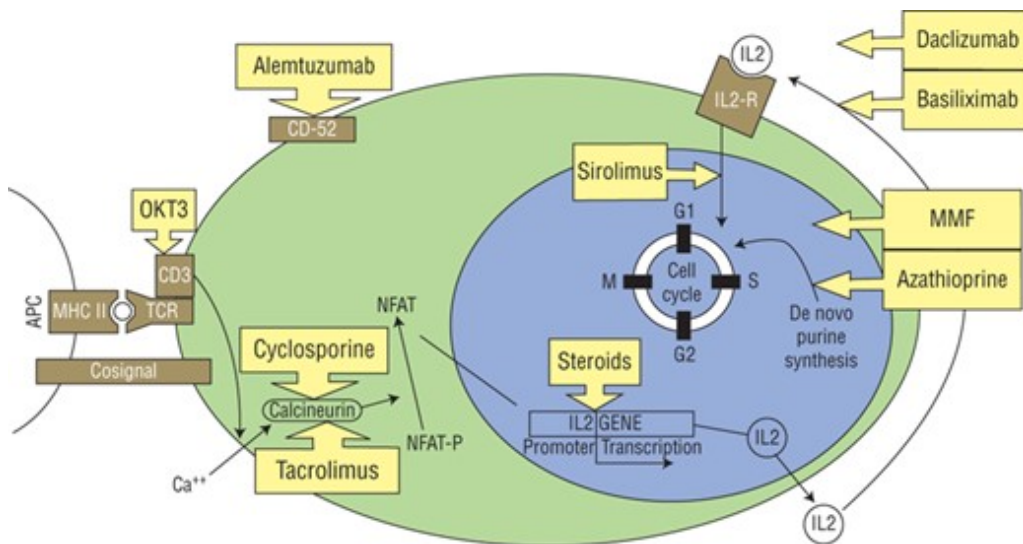 Alemtuzumab
CD-52
IL2
IL2-R
Daclizumab
Basiliximab
OKT3
CD3
APC
MHC II
TCR
Cosignal
Sirolimus
MMF
Azathioprine
G1
M
Cell
cycle
S
G2
De novo
purine
synthesis
NFAT
Cyclosporine
Calcineurin
NFAT-P
Tacrolimus
Ca++
Steroids
IL2 GENE
Promoter Transcription
IL2
IL2